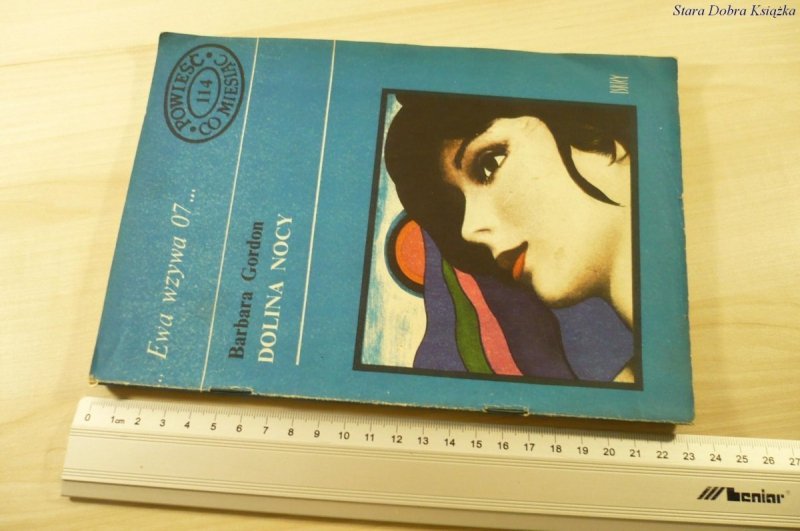 Stara Dobra Książka
POWIEŚĆ
114
CO MIESIĄC
... Ewa wzywa 07...
Barbara Gordon
DOLINA NOCY
ISKRY
0 1cm 2 3 4 5 6 7 8 9 10 11 12 13 14 15 16 17 18 19 20 21 22 23 24 25 26 27
Leniar